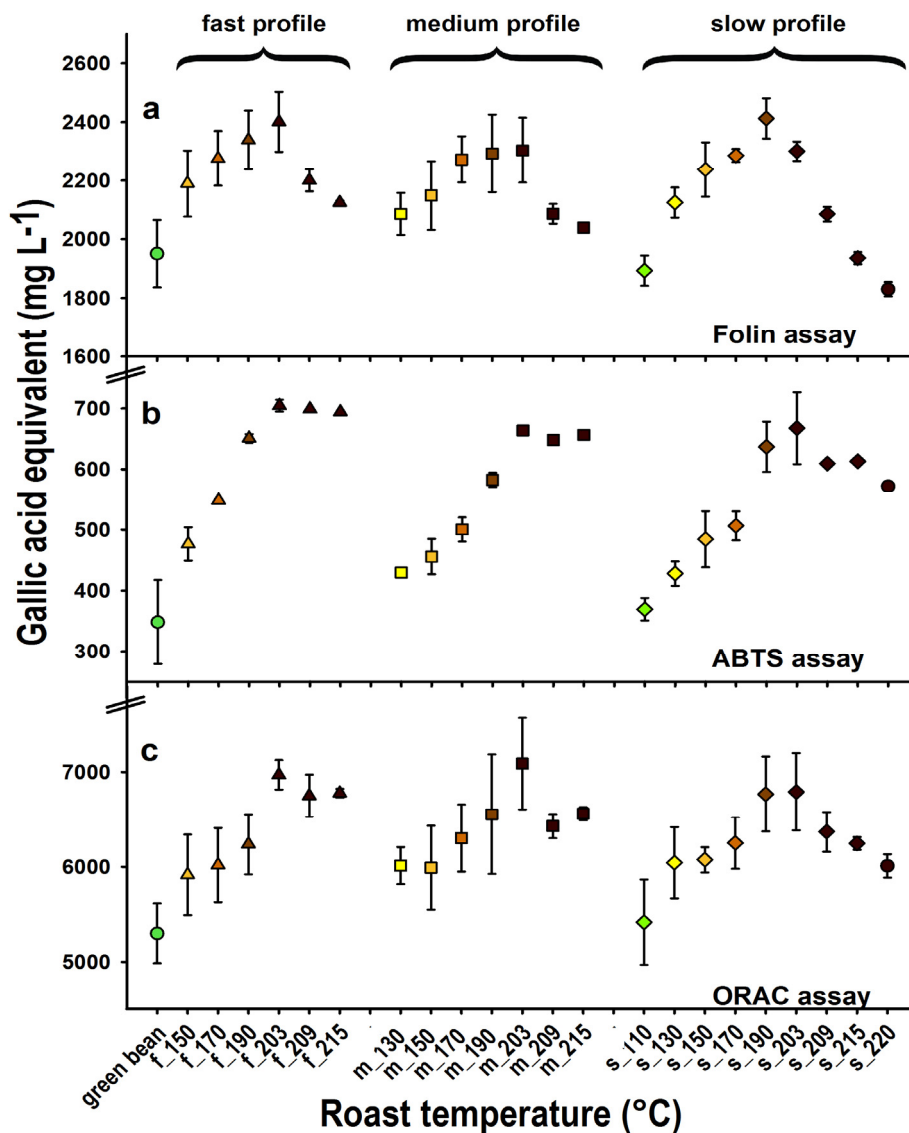 fast profile medium profile slow profile
Gallic acid equivalent (mg L-1)
a
2600
2400
2200
2000
1800
1600
Folin assay
b
700
600
500
400
300
ABTS assay
c
7000
6000
5000
ORAC assay
green bean f_150 f_170 f_190 f_203 f_209 f_215 m_130 m_150 m_170 m_190 m_203 m_209 m_215 s_110 s_130 s_150 s_170 s_190 s_203 s_209 s_215 s_220
Roast temperature (°C)